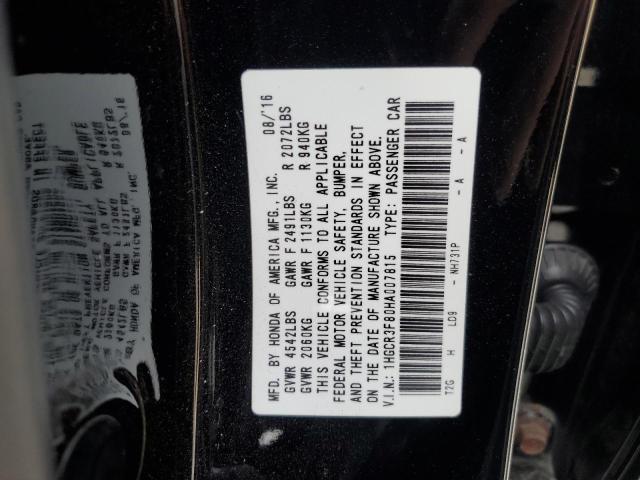 MFD. BY HONDA OF AMERICA MFG., INC. 08/'16
GVWR 4542LBS GAWR F 2491LBS R 2072LBS
GVWR 2060KG GAWR F 1130KG R 940KG
THIS VEHICLE CONFORMS TO ALL APPLICABLE
FEDERAL MOTOR VEHICLE SAFETY, BUMPER,
AND THEFT PREVENTION STANDARDS IN EFFECT
ON THE DATE OF MANUFACTURE SHOWN ABOVE.
V.I.N.: 1HGCR3F80HA007815 TYPE: PASSENGER CAR
T2G H LD9 - NH731P - A - A